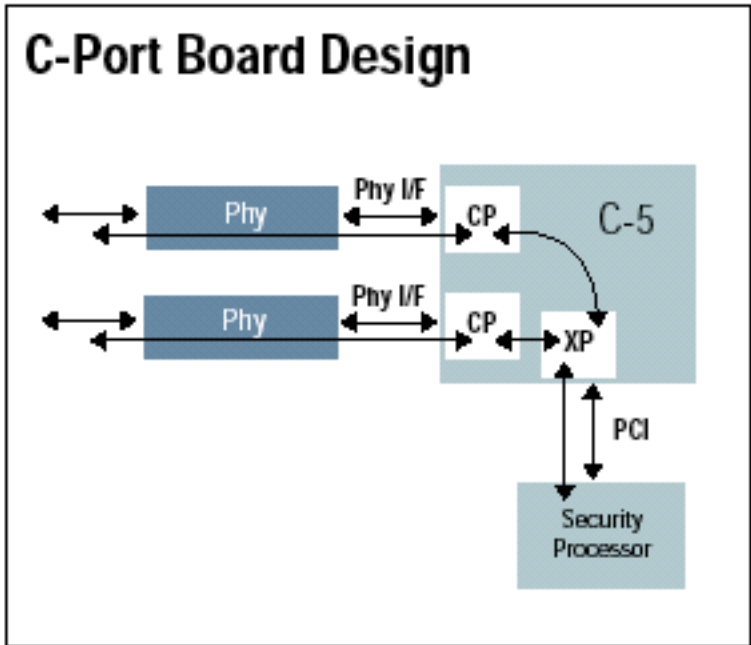 C-Port Board Design
Phy I/F
Phy
CP
C-5
Phy I/F
Phy
CP
XP
PCI
Security
Processor